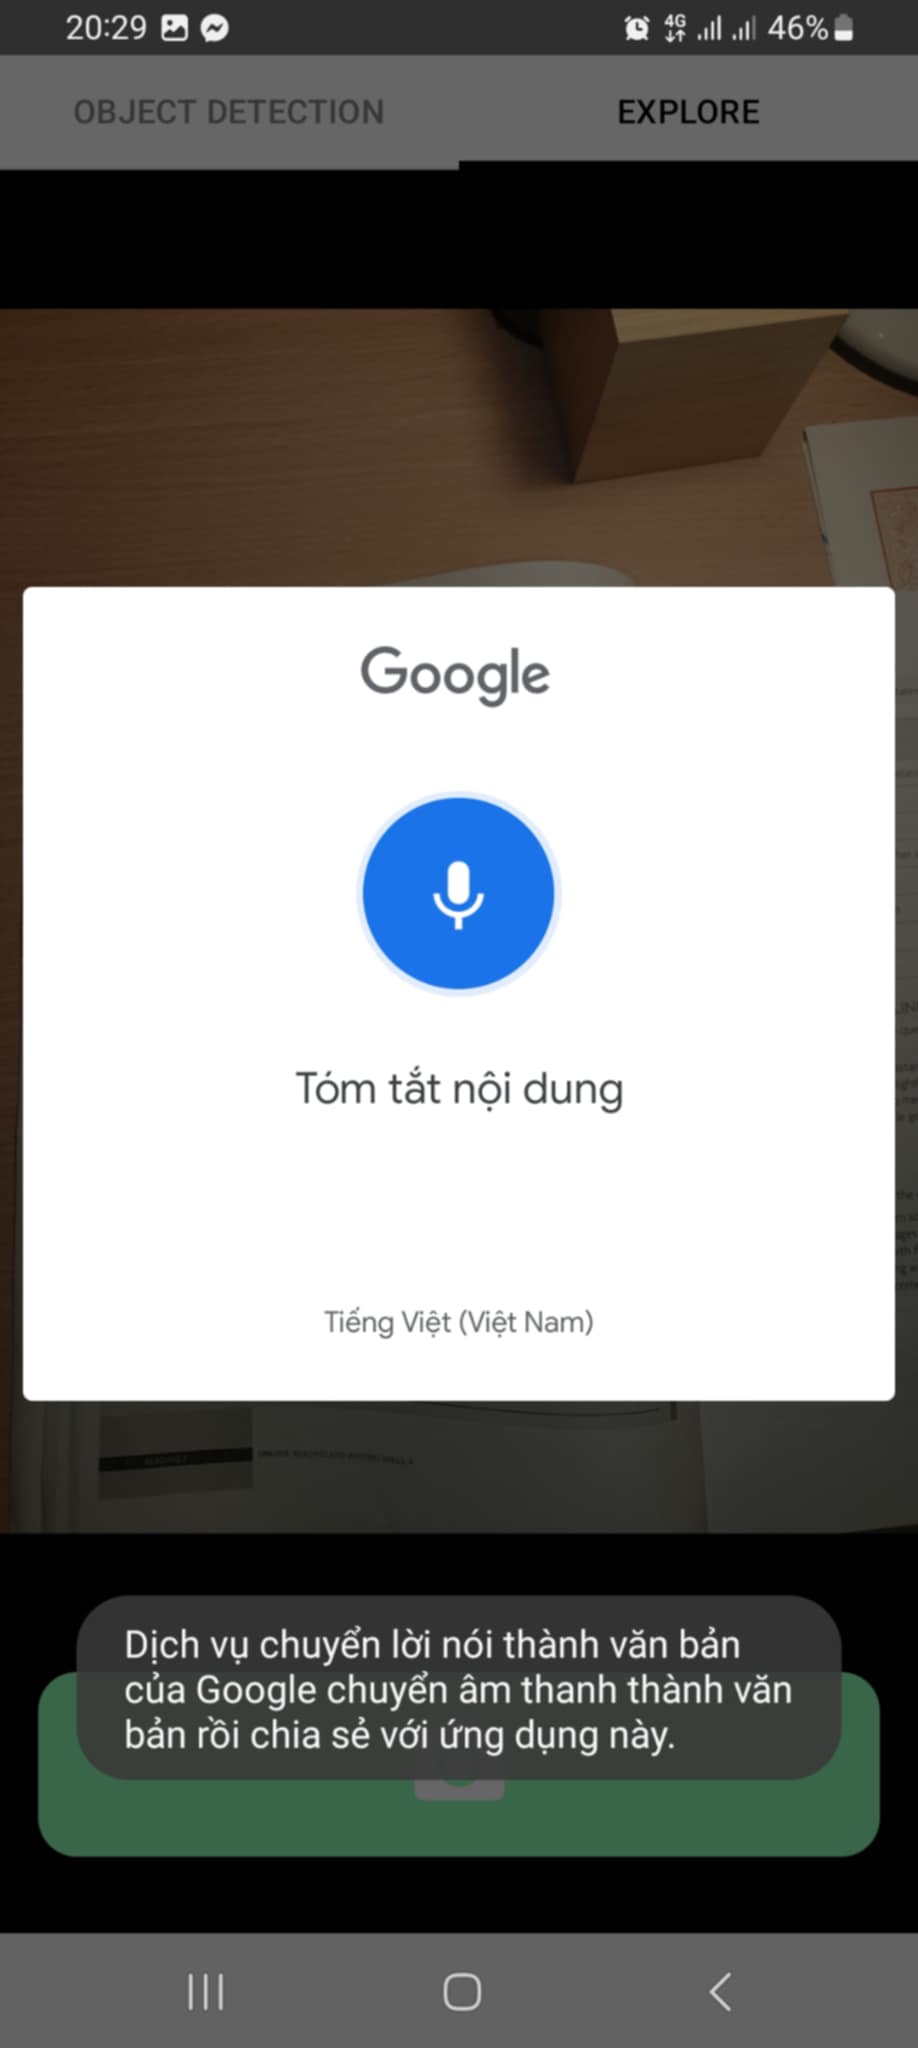 20:29
4G
46%
OBJECT DETECTION
EXPLORE
Google
Tóm tắt nội dung
Tiếng Việt (Việt Nam)
Dịch vụ chuyển lời nói thành văn bản
của Google chuyển âm thanh thành văn
bản rồi chia sẻ với ứng dụng này.